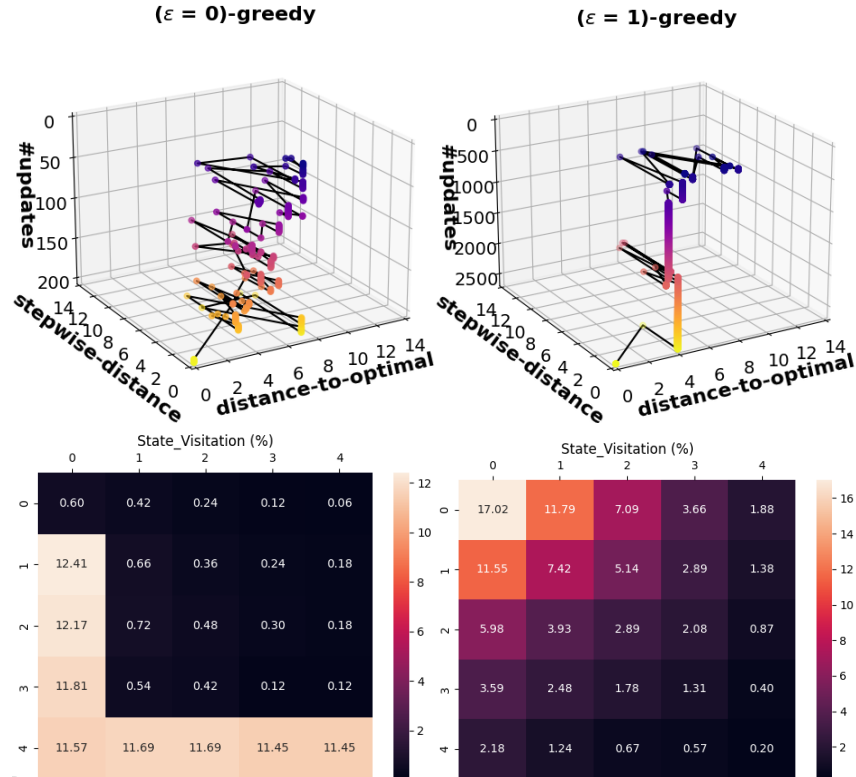 (ε = 0)-greedy
0
50
100
150
200
#updates
14
12
10
8
6
4
2
0
stepwise-distance
0
2
4
6
8
10
12
14
distance-to-optimal
(ε = 1)-greedy
0
500
1000
1500
2000
2500
#updates
14
12
10
8
6
4
2
0
stepwise-distance
0
2
4
6
8
10
12
14
distance-to-optimal
State_Visitation (%)
0 1 2 3 4
0 0.60 0.42 0.24 0.12 0.06
1 12.41 0.66 0.36 0.24 0.18
2 12.17 0.72 0.48 0.30 0.18
3 11.81 0.54 0.42 0.12 0.12
4 11.57 11.69 11.69 11.45 11.45
12
10
8
6
4
2
State_Visitation (%)
0 1 2 3 4
0 17.02 11.79 7.09 3.66 1.88
1 11.55 7.42 5.14 2.89 1.38
2 5.98 3.93 2.89 2.08 0.87
3 3.59 2.48 1.78 1.31 0.40
4 2.18 1.24 0.67 0.57 0.20
16
14
12
10
8
6
4
2